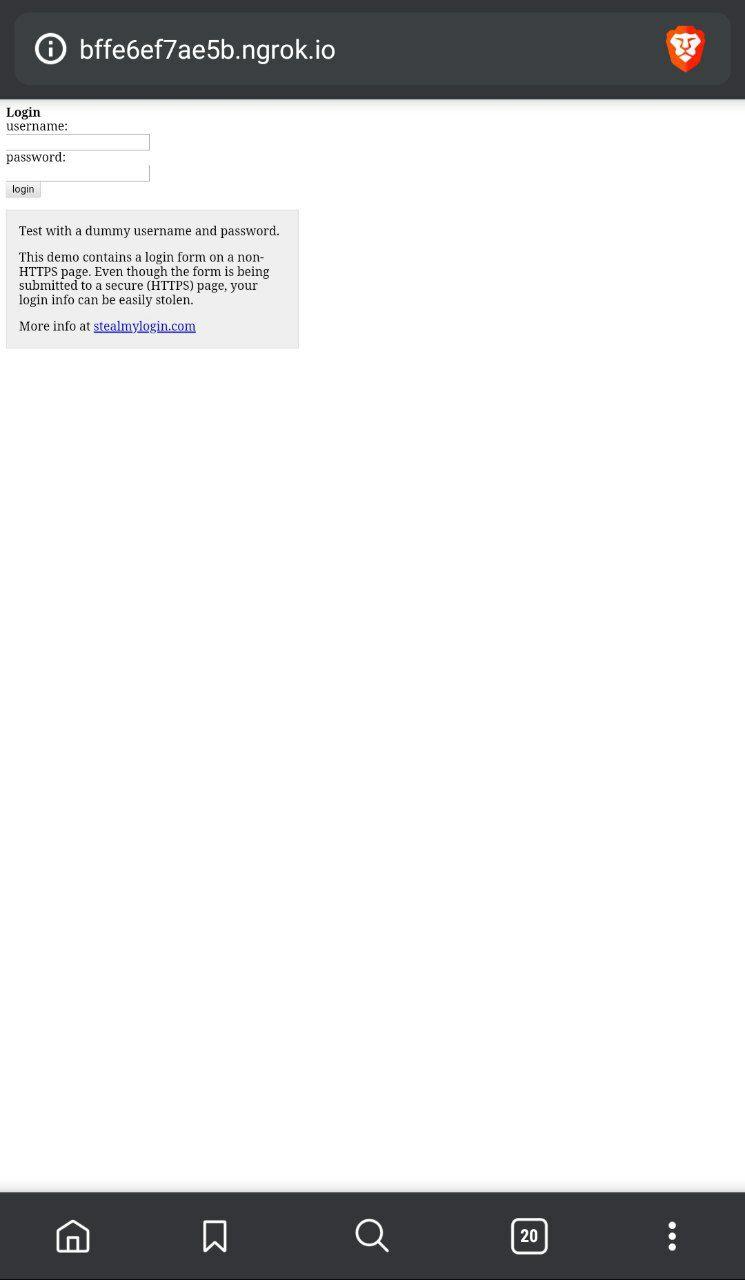 bffe6ef7ae5b.ngrok.io
Login
username:
password:
login
Test with a dummy username and password.
This demo contains a login form on a non-
HTTPS page. Even though the form is being
submitted to a secure (HTTPS) page, your
login info can be easily stolen.
More info at stealmylogin.com
20